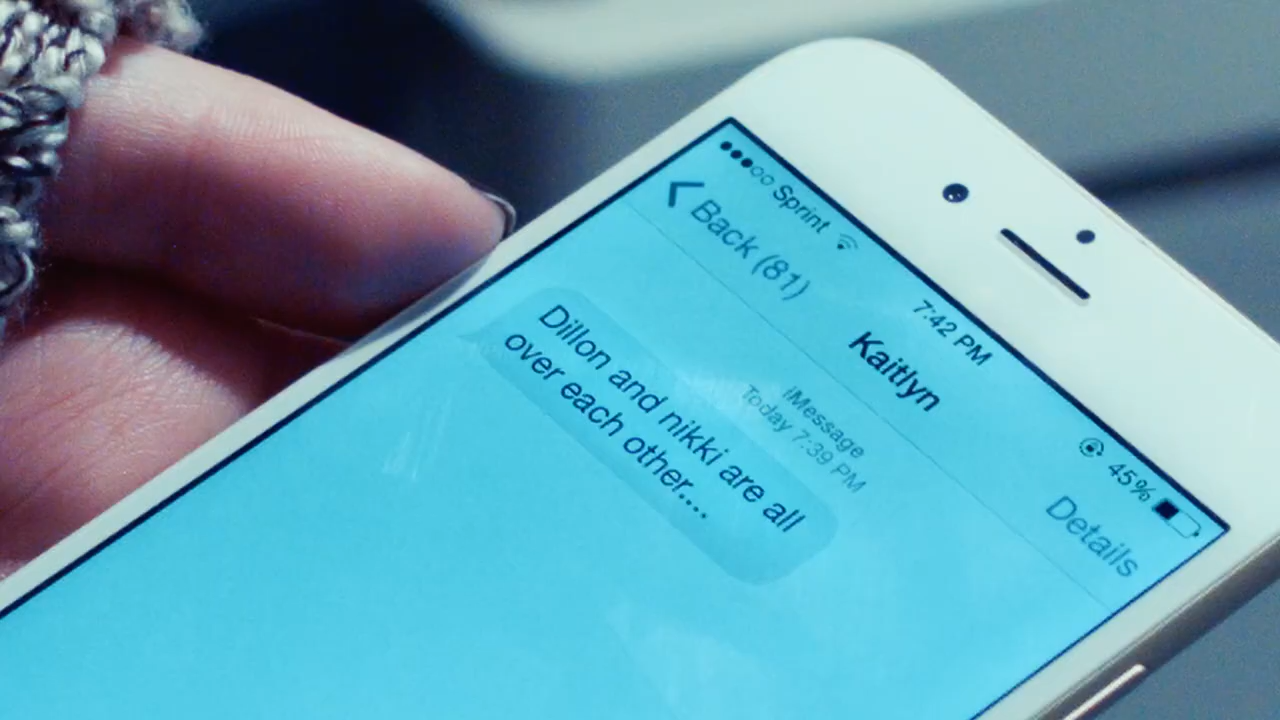 Sprint
7:42 PM
45%
Back (81)
Kaitlyn
Details
iMessage
Today 7:39 PM
Dillon and nikki are all
over each other....